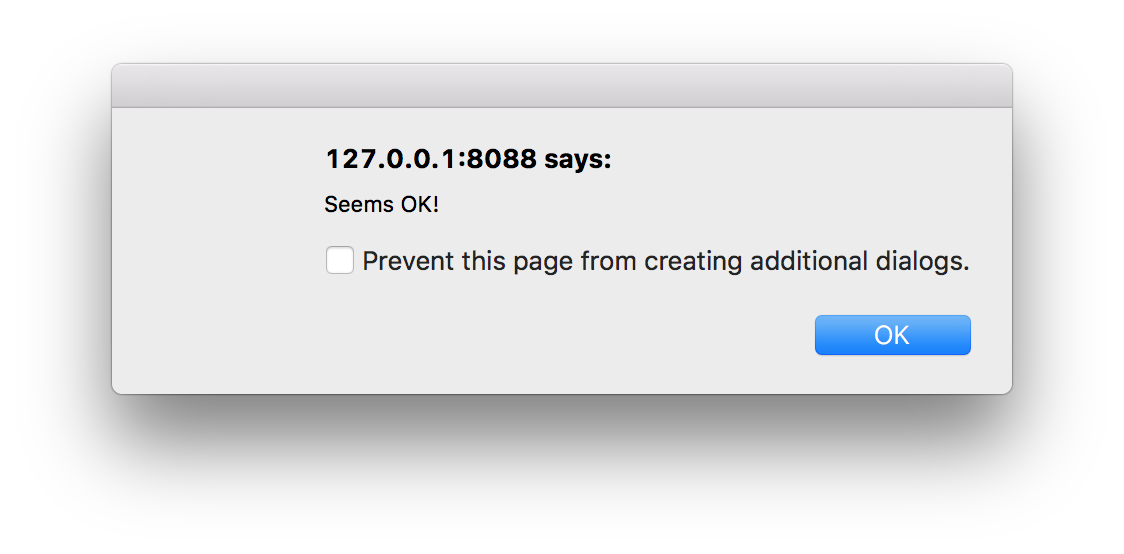 127.0.0.1:8088 says:
Seems OK!
Prevent this page from creating additional dialogs.
OK